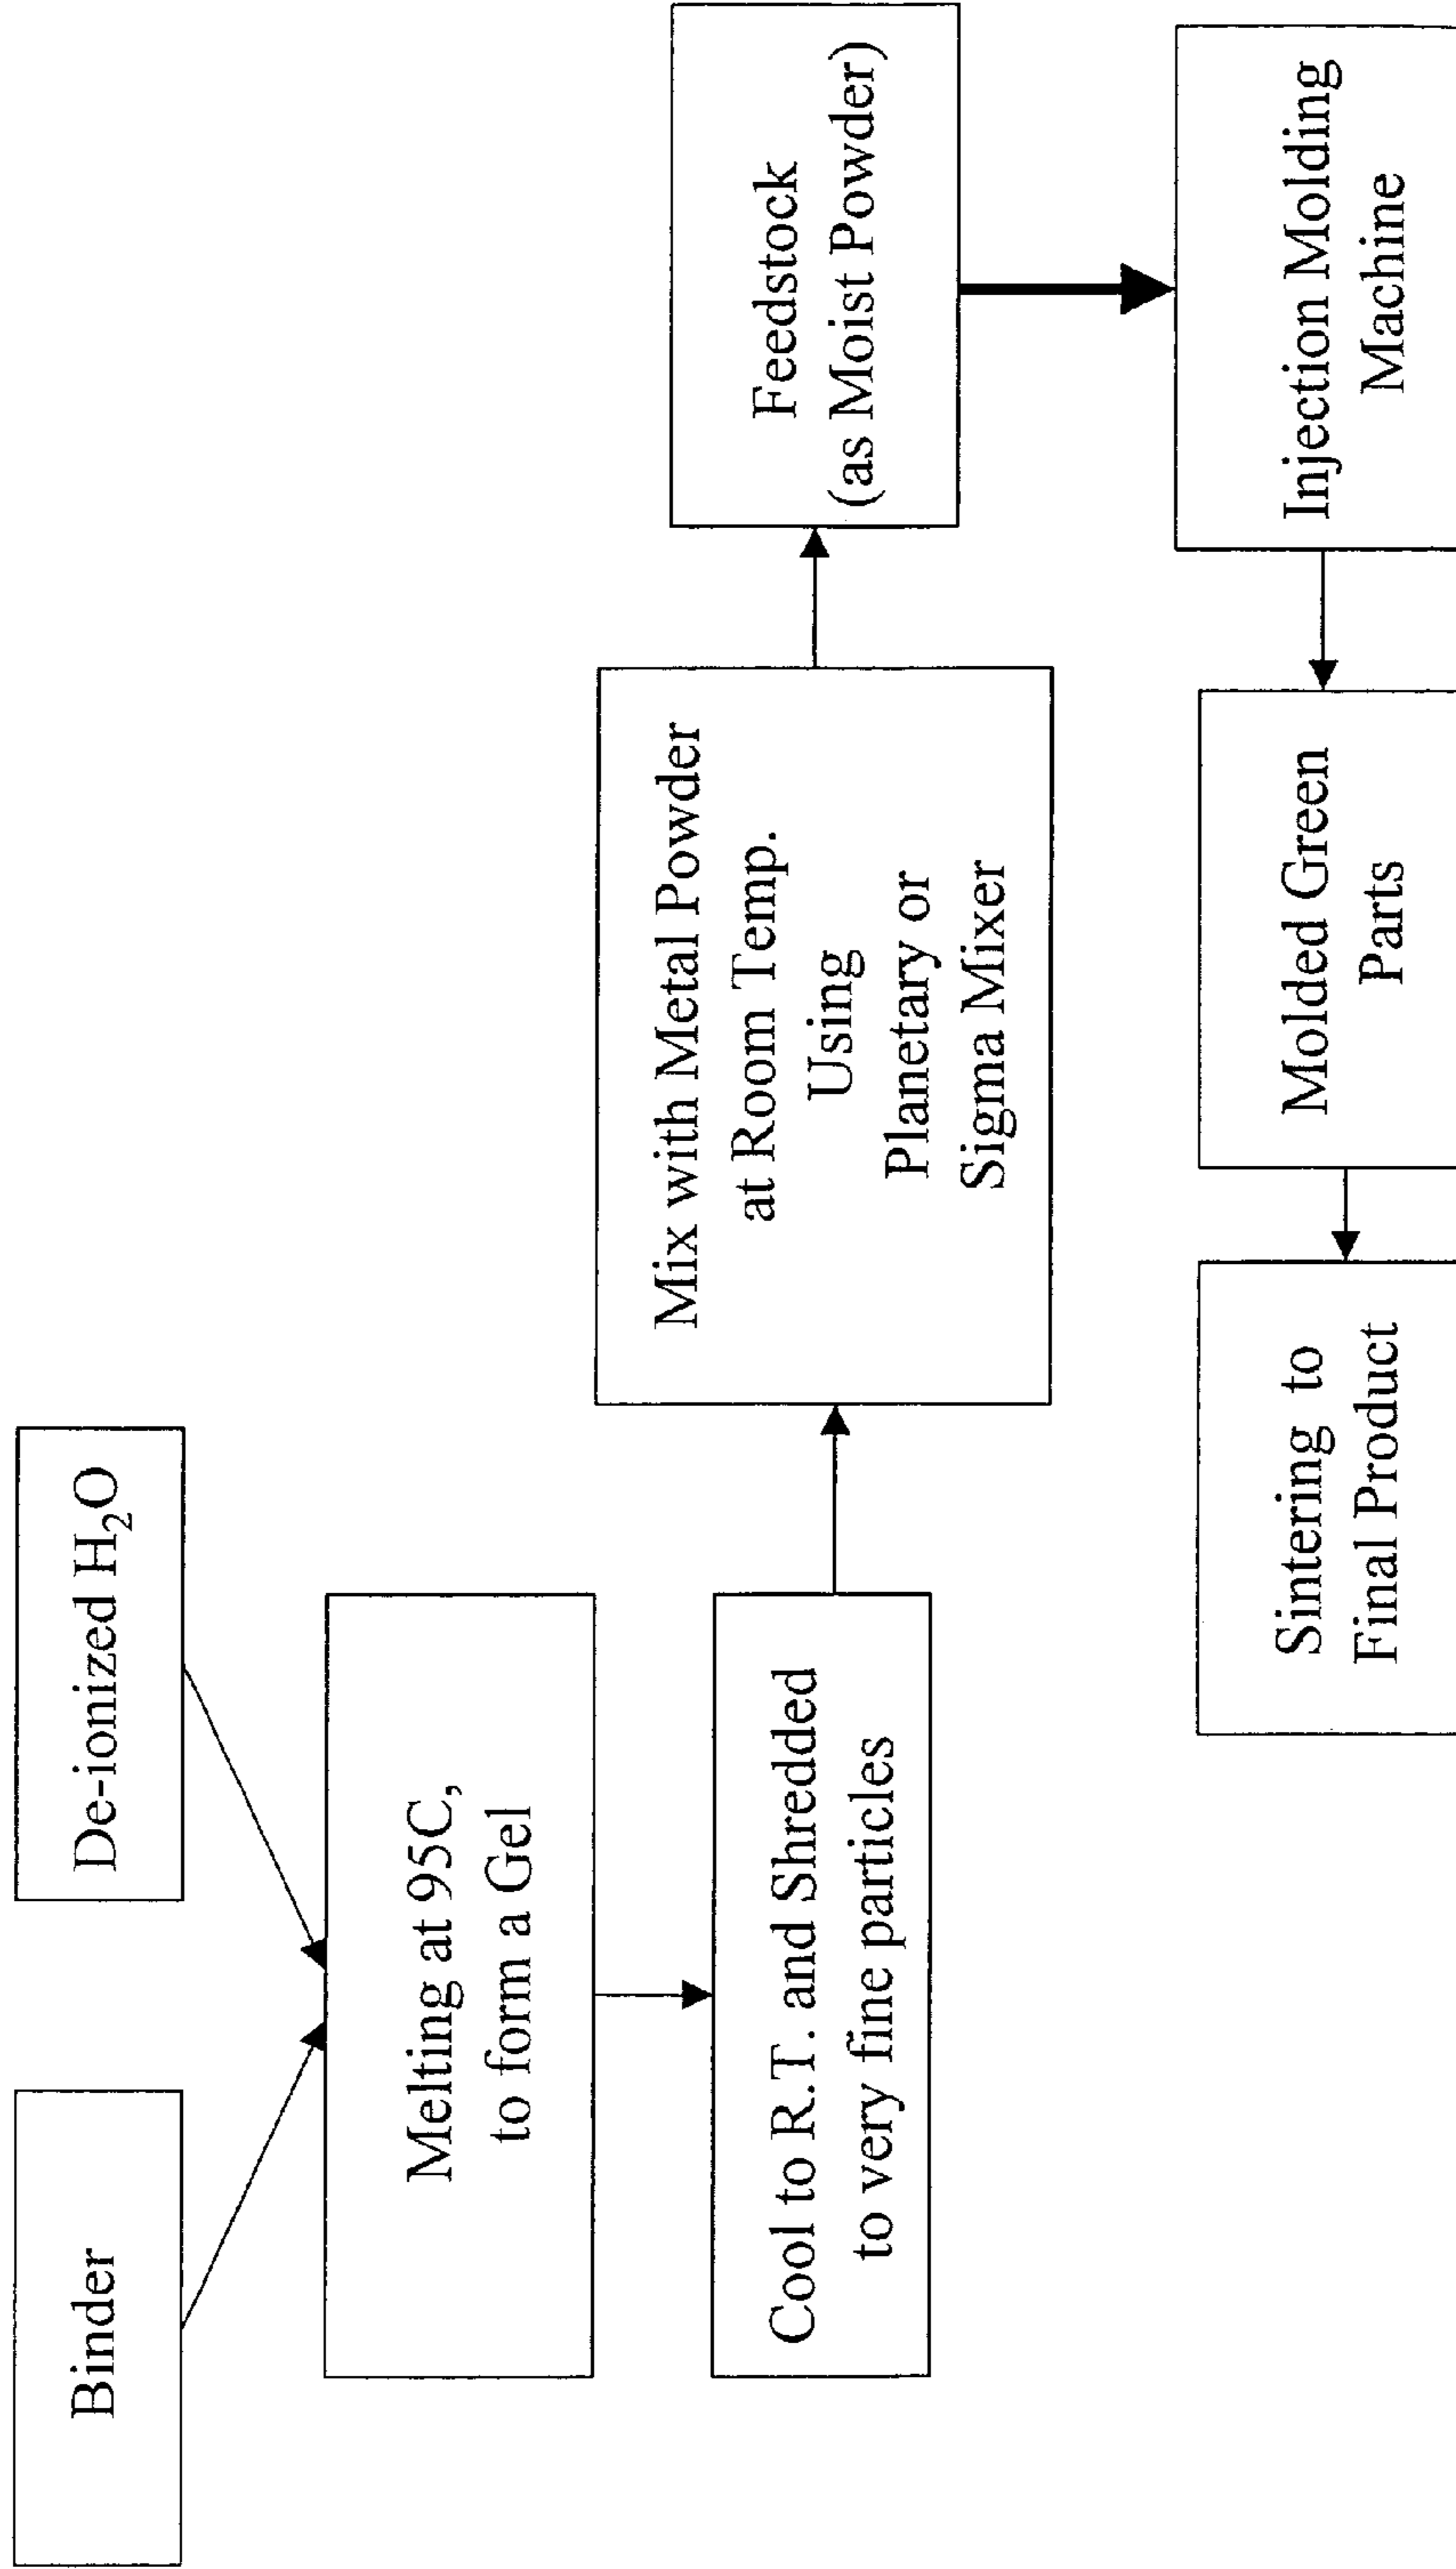 Binder
De-ionized H₂O
Melting at 95C,
to form a Gel
Cool to R.T. and Shredded
to very fine particles
Mix with Metal Powder
at Room Temp.
Using
Planetary or
Sigma Mixer
Feedstock
(as Moist Powder)
Injection Molding
Machine
Molded Green
Parts
Sintering to
Final Product